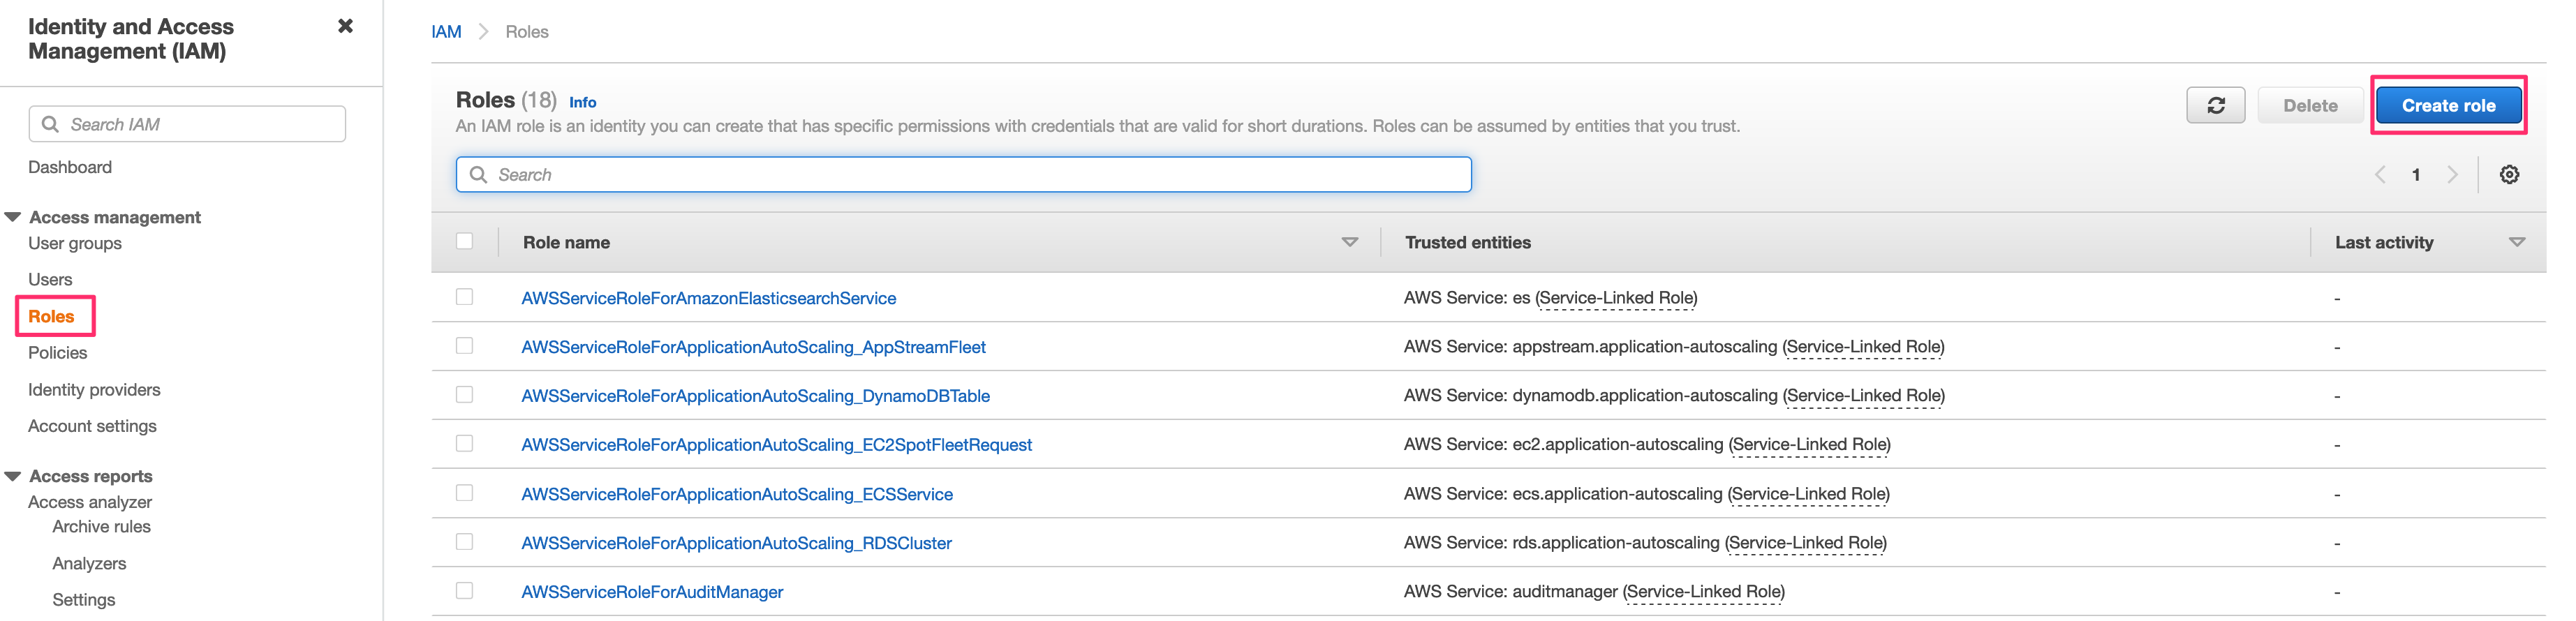 Identity and Access
Management (IAM)
Search IAM
Dashboard
Access management
User groups
Users
Roles
Policies
Identity providers
Account settings
Access reports
Access analyzer
Archive rules
Analyzers
Settings
IAM Roles
Roles (18) Info
An IAM role is an identity you can create that has specific permissions with credentials that are valid for short durations. Roles can be assumed by entities that you trust.
Delete Create role
Search
1
Role name Trusted entities Last activity
AWSServiceRoleForAmazonElasticsearchService AWS Service: es (Service-Linked Role) -
AWSServiceRoleForApplicationAutoScaling_AppStreamFleet AWS Service: appstream.application-autoscaling (Service-Linked Role) -
AWSServiceRoleForApplicationAutoScaling_DynamoDBTable AWS Service: dynamodb.application-autoscaling (Service-Linked Role) -
AWSServiceRoleForApplicationAutoScaling_EC2SpotFleetRequest AWS Service: ec2.application-autoscaling (Service-Linked Role) -
AWSServiceRoleForApplicationAutoScaling_ECSService AWS Service: ecs.application-autoscaling (Service-Linked Role) -
AWSServiceRoleForApplicationAutoScaling_RDSCluster AWS Service: rds.application-autoscaling (Service-Linked Role) -
AWSServiceRoleForAuditManager AWS Service: auditmanager (Service-Linked Role) -